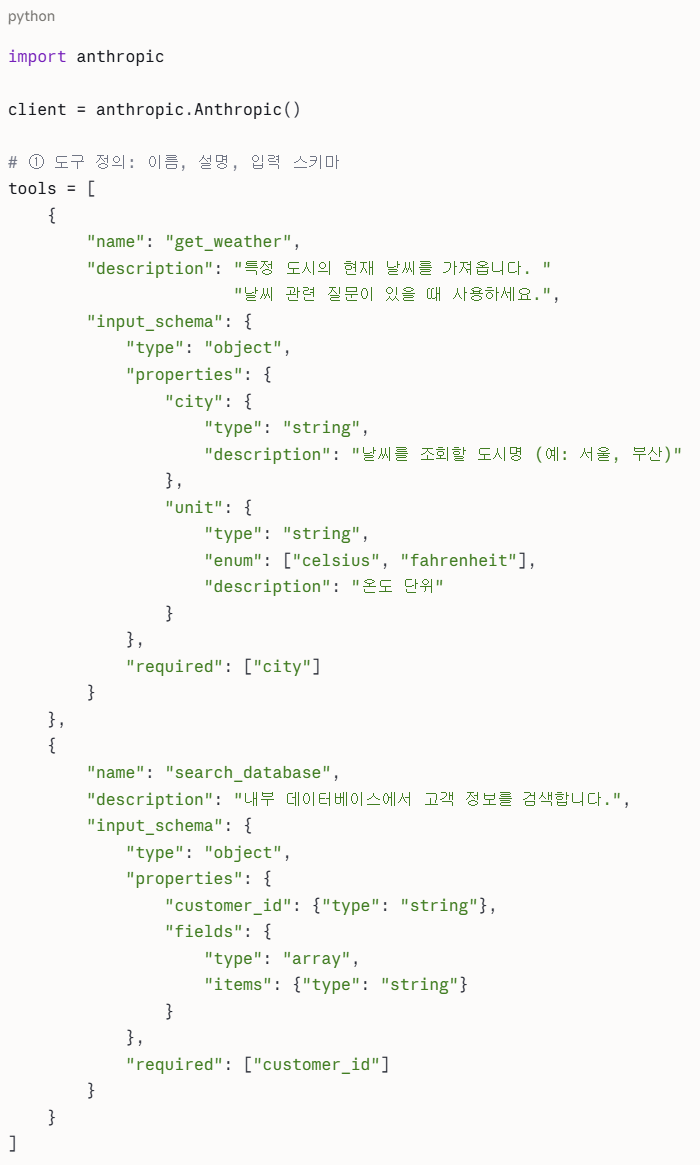 python
import anthropic
client = anthropic.Anthropic()
# ① 도구 정의: 이름, 설명, 입력 스키마
tools = [
    {
        "name": "get_weather",
        "description": "특정 도시의 현재 날씨를 가져옵니다. "
                       "날씨 관련 질문이 있을 때 사용하세요.",
        "input_schema": {
            "type": "object",
            "properties": {
                "city": {
                    "type": "string",
                    "description": "날씨를 조회할 도시명 (예: 서울, 부산)"
                },
                "unit": {
                    "type": "string",
                    "enum": ["celsius", "fahrenheit"],
                    "description": "온도 단위"
                }
            },
            "required": ["city"]
        }
    },
    {
        "name": "search_database",
        "description": "내부 데이터베이스에서 고객 정보를 검색합니다.",
        "input_schema": {
            "type": "object",
            "properties": {
                "customer_id": {"type": "string"},
                "fields": {
                    "type": "array",
                    "items": {"type": "string"}
                }
            },
            "required": ["customer_id"]
        }
    }
]